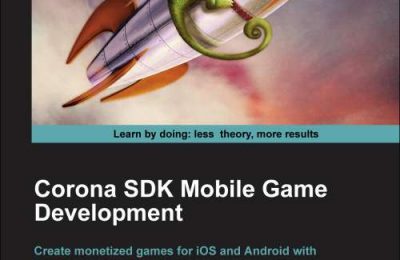 Learn by doing: less theory, more results
Corona SDK Mobile Game
Development
Create monetized games for iOS and Android with